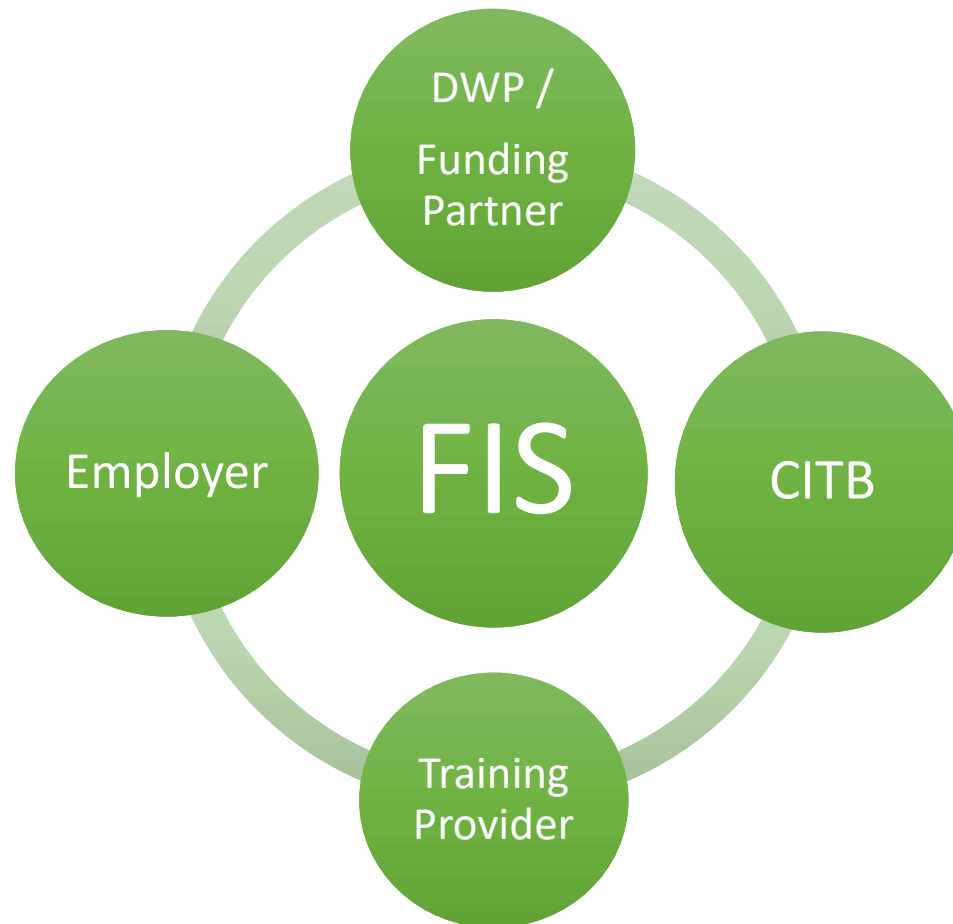 DWP /
Funding
Partner
Employer
FIS
CITB
Training
Provider